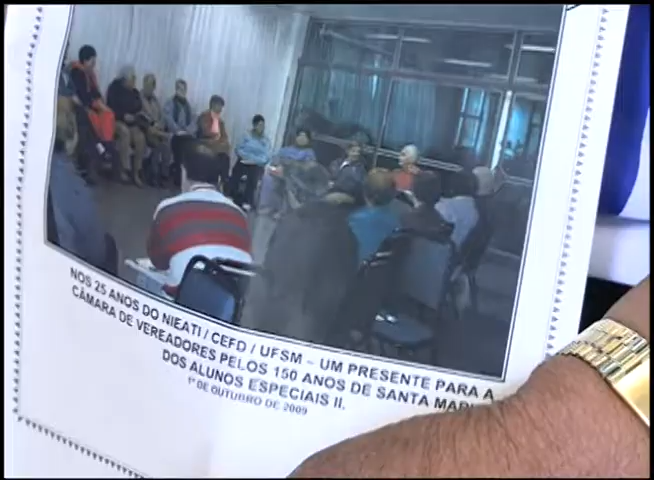 NOS 25 ANOS DO NIEATI / CEFD / UFSM – UM PRESENTE PARA A
CÂMARA DE VEREADORES PELOS 150 ANOS DE SANTA MARIA
DOS ALUNOS ESPECIAIS II.
1º DE OUTUBRO DE 2009